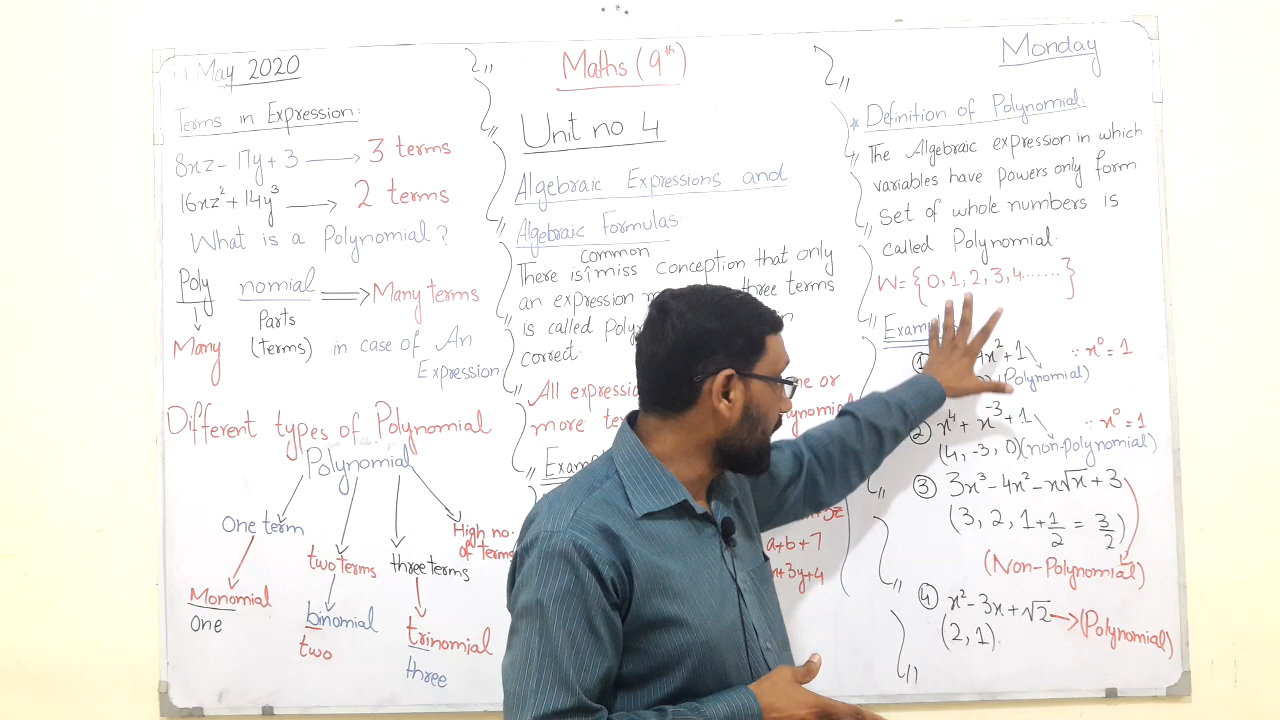 May 2020
Terms in Expression:
8xz - 17y + 3 → 3 terms
16xz² + 14y³ → 2 terms
What is a Polynomial?
Poly nomial ⇒ Many terms
Many Parts
(terms) in case of An
Expression
Different types of Polynomial
Polynomial
One term
two terms
three terms
High no.
of terms
Monomial
One
binomial
two
trinomial
three
Maths (9th)
Unit no 4
Algebraic Expressions and
Algebraic Formulas:
common
There is miss conception that only
an expression three terms
is called
correct.
All
or
more
a+b+7
+3y+4
Monday
* Definition of Polynomial:
The Algebraic expression in which
variables have powers only form
set of whole numbers is
called Polynomial.
W = {0, 1, 2, 3, 4 ......}
x² + 1 ∵ x⁰ = 1
(Polynomial)
② x⁴ + x⁻³ + 1 ∵ x⁰ = 1
(4, -3, 0) (non-polynomial)
③ 3x³ - 4x² - x√x + 3
(3, 2, 1 + 1/2 = 3/2)
(Non-Polynomial)
④ x² - 3x + √2 → (Polynomial)
(2, 1)